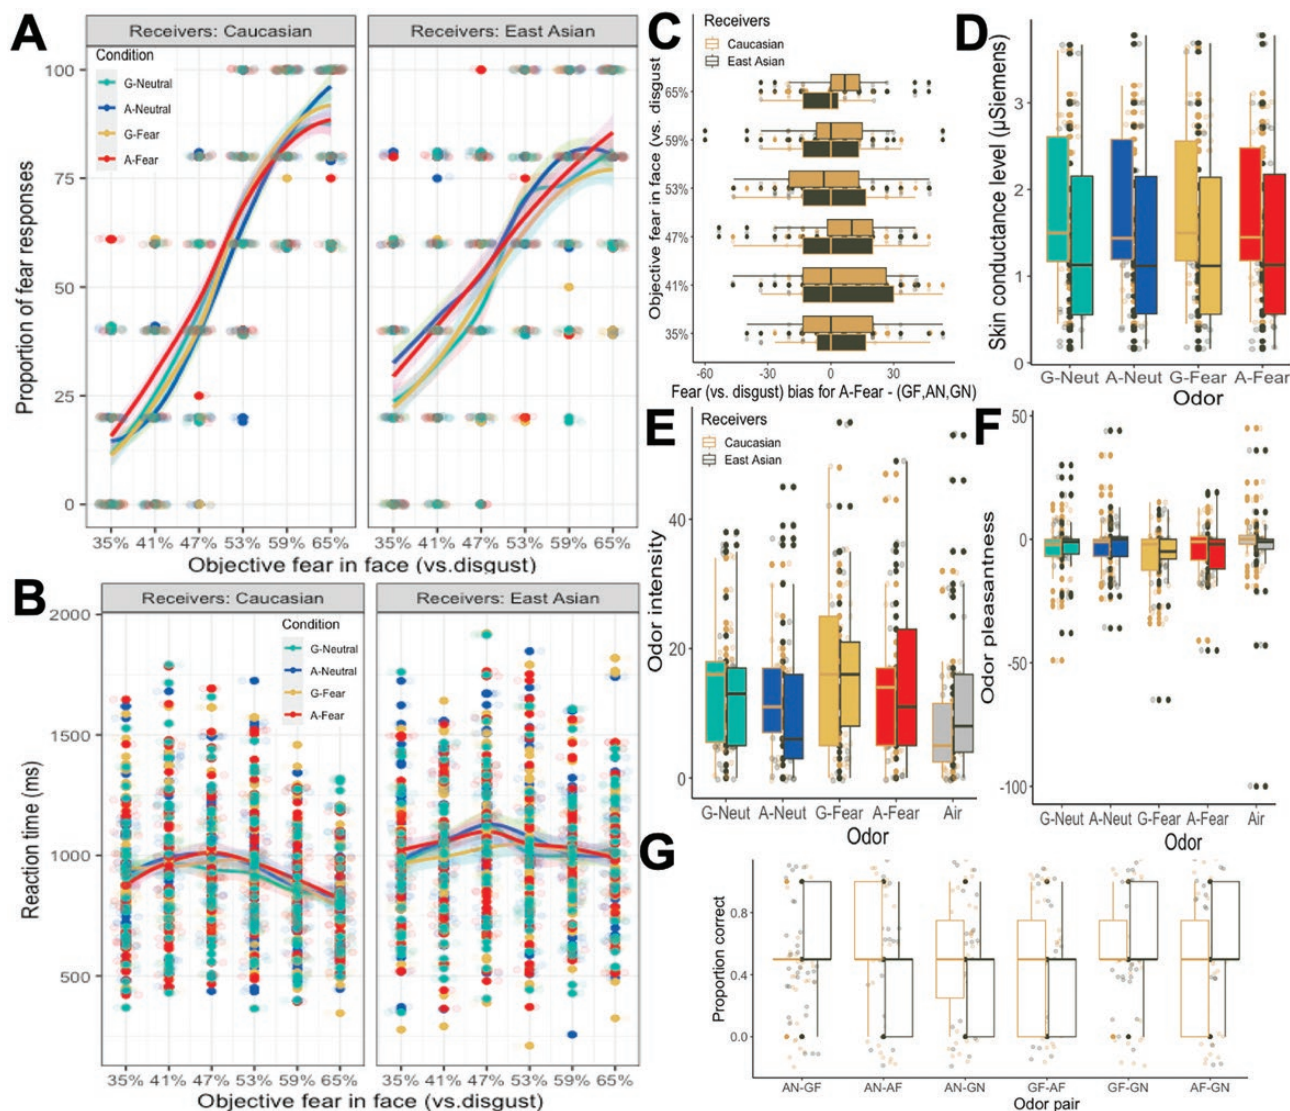 A
Receivers: Caucasian
Receivers: East Asian
Condition
G-Neutral
A-Neutral
G-Fear
A-Fear
100
75
50
25
0
Proportion of fear responses
35% 41% 47% 53% 59% 65%
35% 41% 47% 53% 59% 65%
Objective fear in face (vs.disgust)
B
Receivers: Caucasian
Receivers: East Asian
Condition
G-Neutral
A-Neutral
G-Fear
A-Fear
2000
1500
1000
500
Reaction time (ms)
35% 41% 47% 53% 59% 65%
35% 41% 47% 53% 59% 65%
Objective fear in face (vs.disgust)
C
Receivers
Caucasian
East Asian
Objective fear in face (vs. disgust)
65%
59%
53%
47%
41%
35%
-60 -30 0 30
Fear (vs. disgust) bias for A-Fear - (GF,AN,GN)
D
Skin conductance level (µSiemens)
3
2
1
0
G-Neut A-Neut G-Fear A-Fear
Odor
E
Receivers
Caucasian
East Asian
Odor intensity
40
20
0
G-Neut A-Neut G-Fear A-Fear Air
Odor
F
Odor pleasantness
50
0
-50
-100
G-Neut A-Neut G-Fear A-Fear Air
Odor
G
Proportion correct
0.8
0.4
0.0
AN-GF AN-AF AN-GN GF-AF GF-GN AF-GN
Odor pair